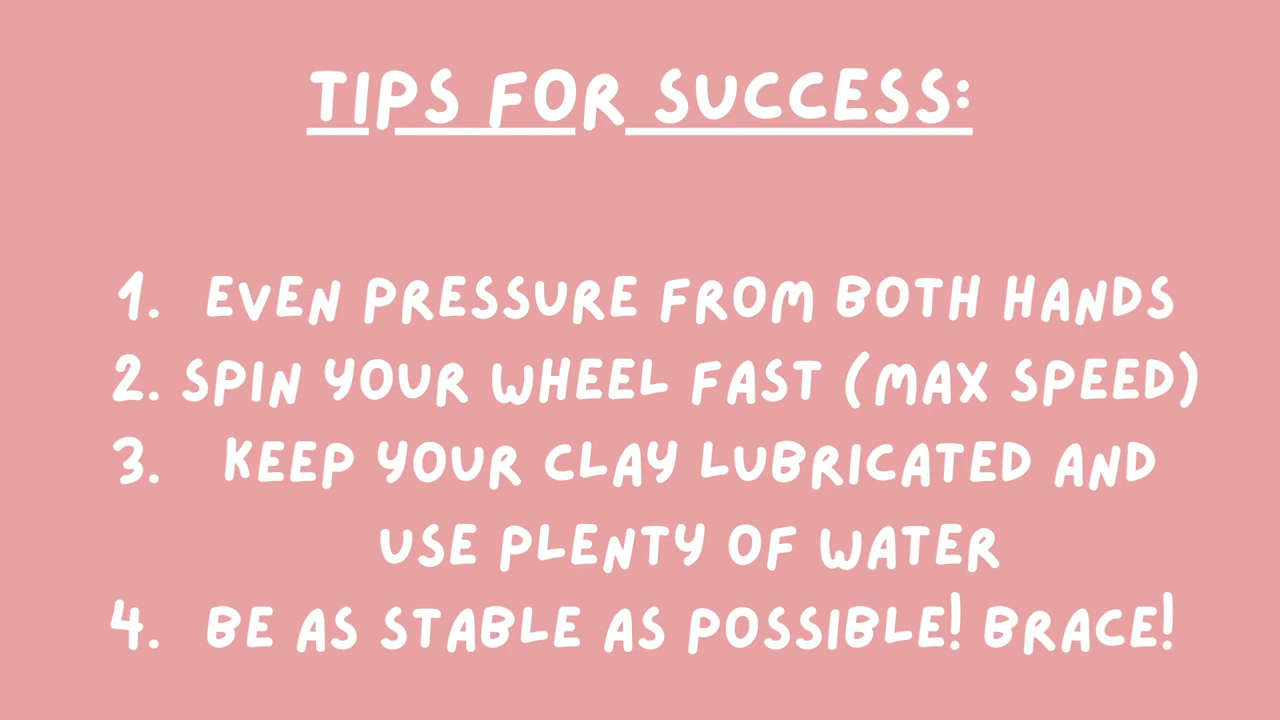 TIPS FOR SUCCESS:
1. EVEN PRESSURE FROM BOTH HANDS
2. SPIN YOUR WHEEL FAST (MAX SPEED)
3. KEEP YOUR CLAY LUBRICATED AND
USE PLENTY OF WATER
4. BE AS STABLE AS POSSIBLE! BRACE!